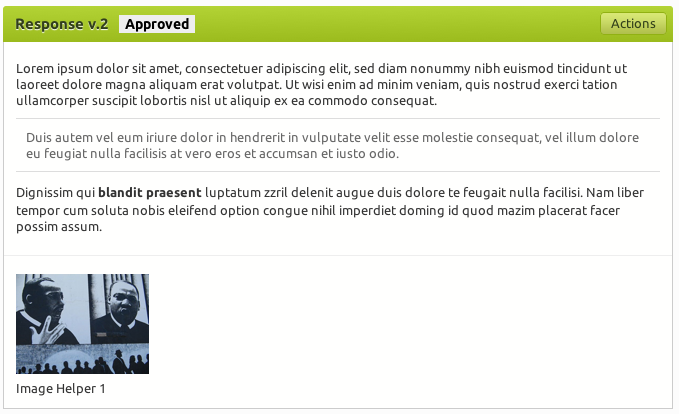 Response v.2 Approved Actions
Lorem ipsum dolor sit amet, consectetuer adipiscing elit, sed diam nonummy nibh euismod tincidunt ut
laoreet dolore magna aliquam erat volutpat. Ut wisi enim ad minim veniam, quis nostrud exerci tation
ullamcorper suscipit lobortis nisl ut aliquip ex ea commodo consequat.
Duis autem vel eum iriure dolor in hendrerit in vulputate velit esse molestie consequat, vel illum dolore
eu feugiat nulla facilisis at vero eros et accumsan et iusto odio.
Dignissim qui blandit praesent luptatum zzril delenit augue duis dolore te feugait nulla facilisi. Nam liber
tempor cum soluta nobis eleifend option congue nihil imperdiet doming id quod mazim placerat facer
possim assum.
Image Helper 1